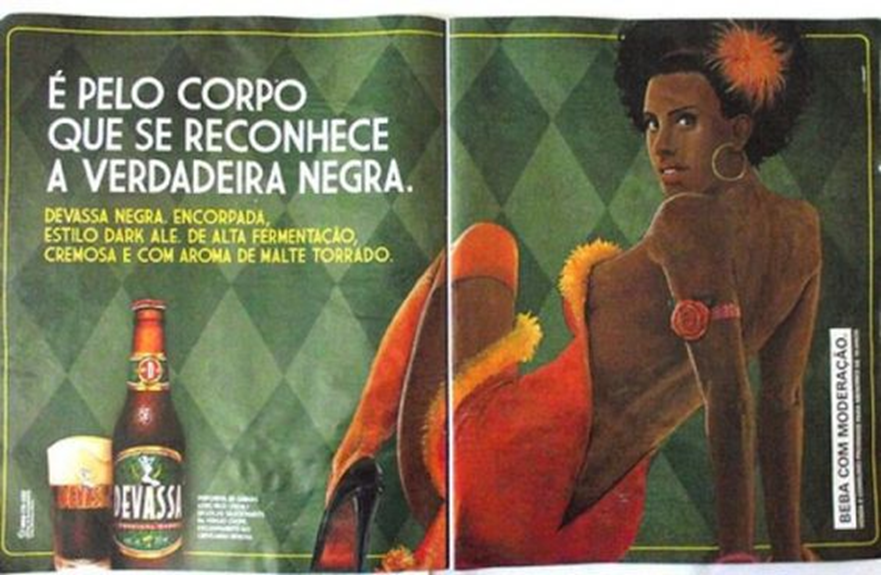 É PELO CORPO
QUE SE RECONHECE
A VERDADEIRA NEGRA.
DEVASSA NEGRA. ENCORPADA,
ESTILO DARK ALE. DE ALTA FERMENTAÇÃO,
CREMOSA E COM AROMA DE MALTE TORRADO.
DEVASSA
BEBA COM MODERAÇÃO.